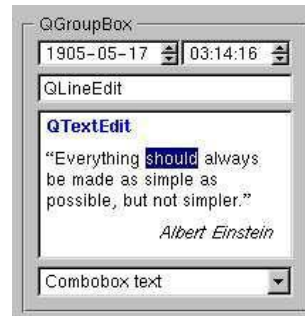 QGroupBox
1905-05-17 03:14:16
QLineEdit
QTextEdit
“Everything should always
be made as simple as
possible, but not simpler.”
Albert Einstein
Combobox text